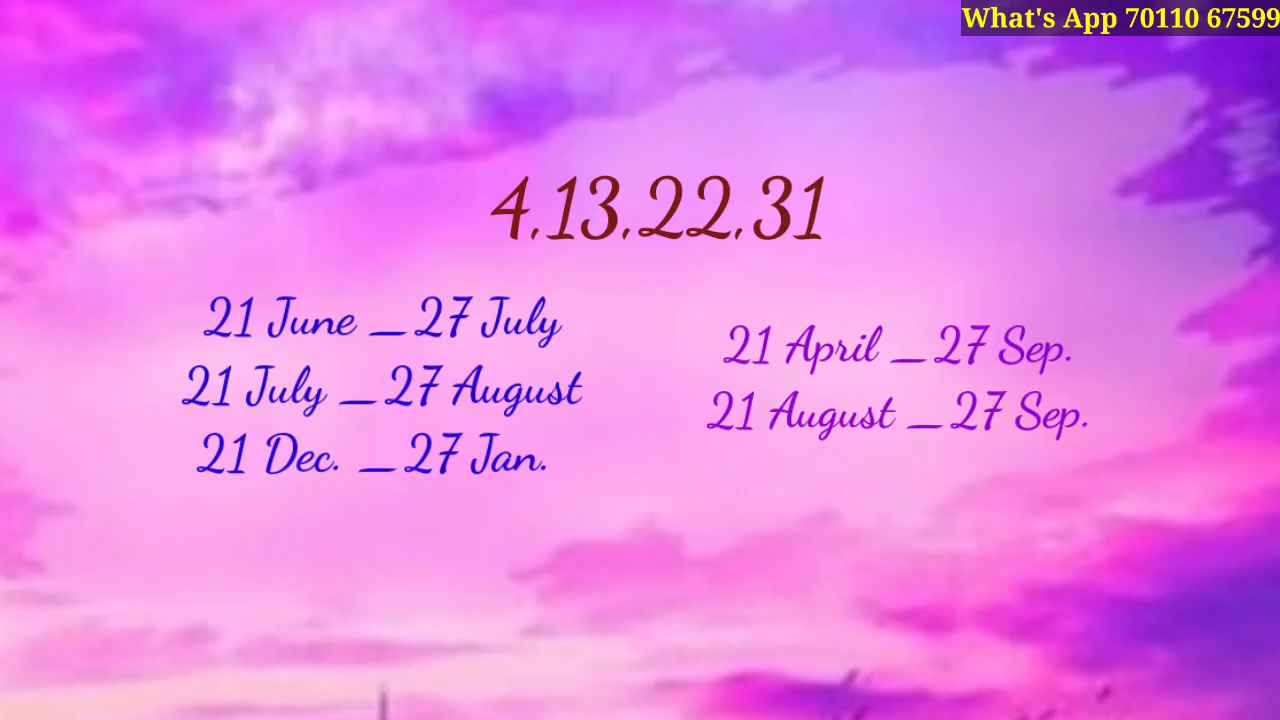 What's App 70110 67599
4,13,22,31
21 June _ 27 July
21 July _ 27 August
21 Dec. _ 27 Jan.
21 April _ 27 Sep.
21 August _ 27 Sep.